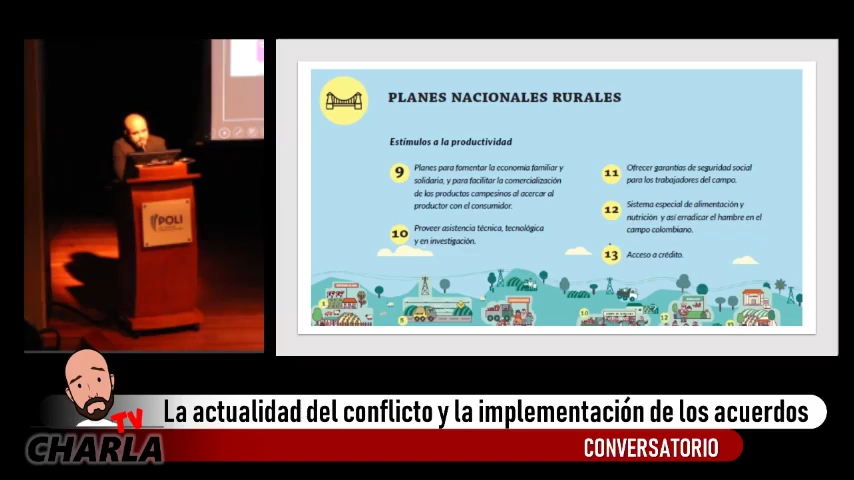 PLANES NACIONALES RURALES
Estímulos a la productividad
9
Planes para fomentar la economía familiar y
solidaria, y para facilitar la comercialización
de los productos campesinos al acercar al
productor con el consumidor.
10
Proveer asistencia técnica, tecnológica
y en investigación.
11
Ofrecer garantías de seguridad social
para los trabajadores del campo.
12
Sistema especial de alimentación y
nutrición y así erradicar el hambre en el
campo colombiano.
13
Acceso a crédito.
10
12
POLI
La actualidad del conflicto y la implementación de los acuerdos
CONVERSATORIO
CHARLA
TV